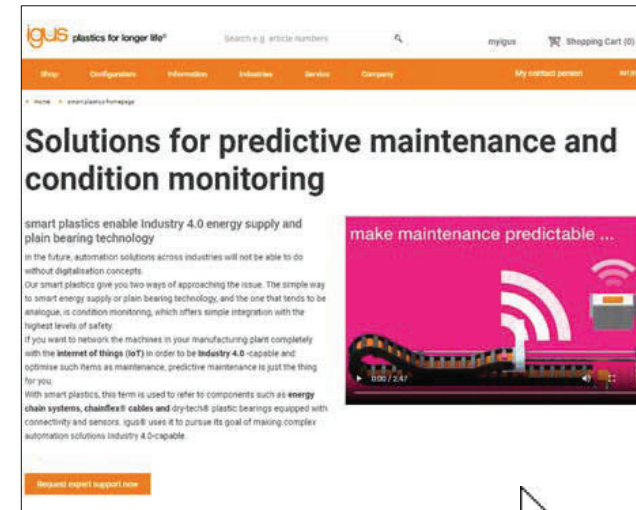 igus plastics for longer life®
Search e.g. article numbers
myigus
Shopping Cart (0)
Shop Configurators Information Industries Service Company My contact person
Home smart plastics homepage
Solutions for predictive maintenance and
condition monitoring
smart plastics enable Industry 4.0 energy supply and
plain bearing technology
In the future, automation solutions across industries will not be able to do
without digitalisation concepts.
Our smart plastics give you two ways of approaching the issue. The simple way
to smart energy supply or plain bearing technology, and the one that tends to be
analogue, is condition monitoring, which offers simple integration with the
highest levels of safety.
If you want to network the machines in your manufacturing plant completely
with the internet of things (IoT) in order to be Industry 4.0 -capable and
optimise such items as maintenance, predictive maintenance is just the thing
for you.
With smart plastics, this term is used to refer to components such as energy
chain systems, chainflex® cables and dry-tech® plastic bearings equipped with
connectivity and sensors. igus® uses it to pursue its goal of making complex
automation solutions Industry 4.0-capable.
Request expert support now
make maintenance predictable ...
0:00 / 2:47